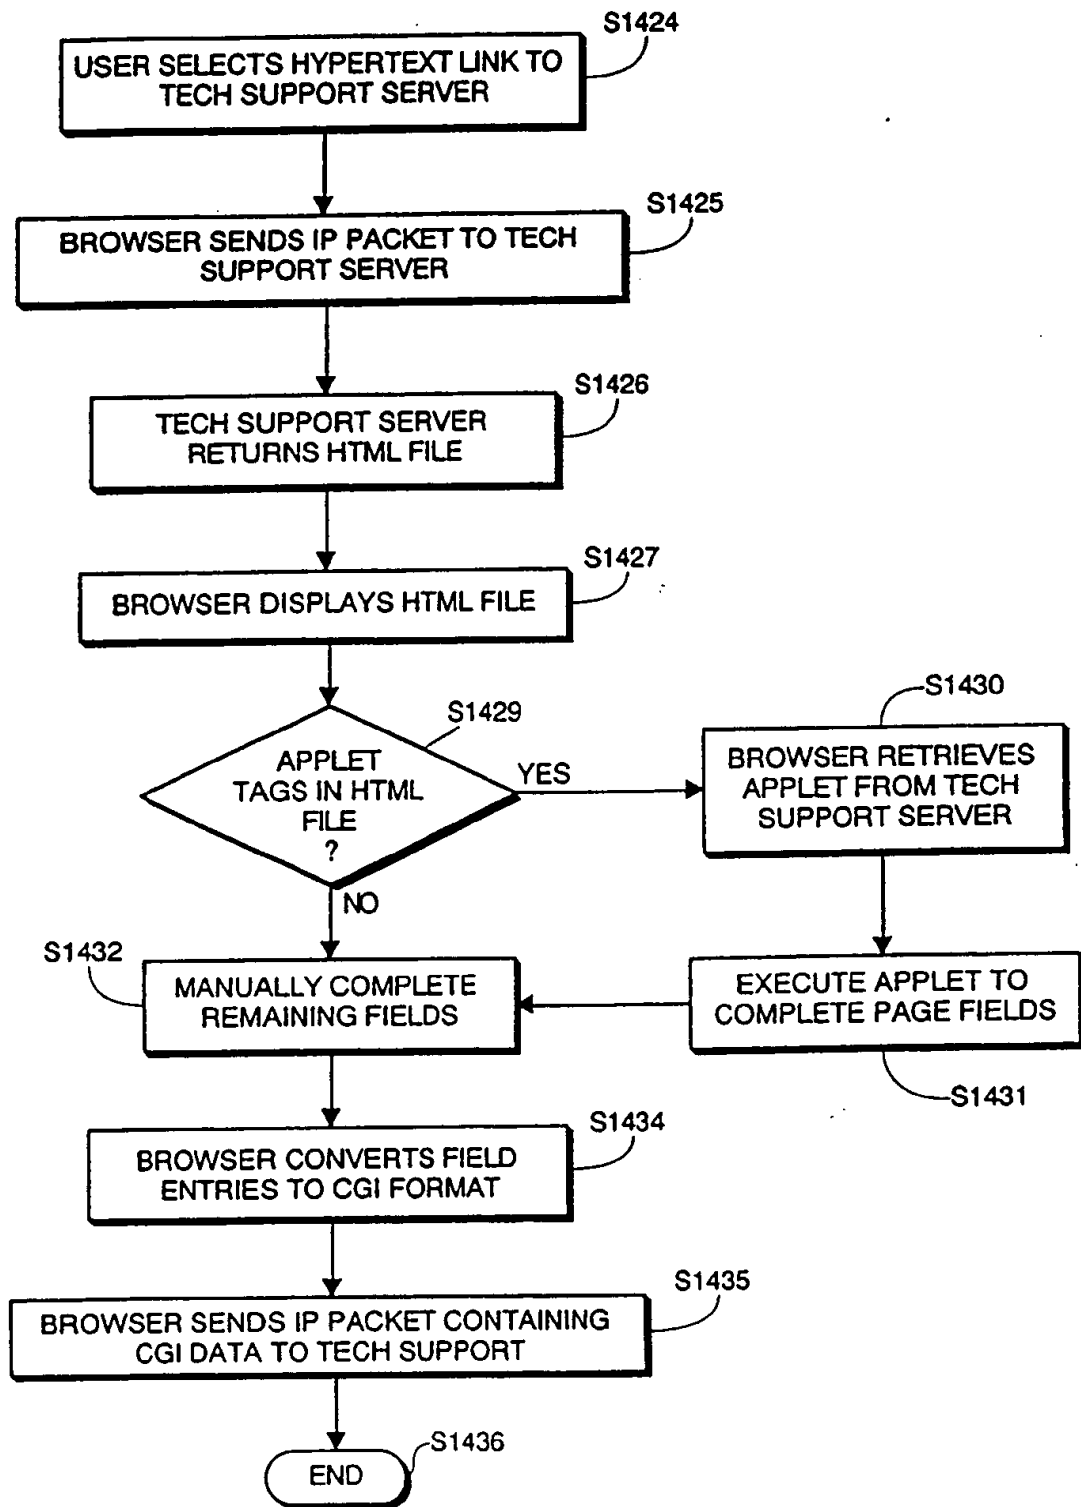 S1424
USER SELECTS HYPERTEXT LINK TO
TECH SUPPORT SERVER
S1425
BROWSER SENDS IP PACKET TO TECH
SUPPORT SERVER
S1426
TECH SUPPORT SERVER
RETURNS HTML FILE
S1427
BROWSER DISPLAYS HTML FILE
S1429
APPLET
TAGS IN HTML
FILE
?
YES
NO
S1430
BROWSER RETRIEVES
APPLET FROM TECH
SUPPORT SERVER
EXECUTE APPLET TO
COMPLETE PAGE FIELDS
S1431
S1432
MANUALLY COMPLETE
REMAINING FIELDS
S1434
BROWSER CONVERTS FIELD
ENTRIES TO CGI FORMAT
S1435
BROWSER SENDS IP PACKET CONTAINING
CGI DATA TO TECH SUPPORT
S1436
END